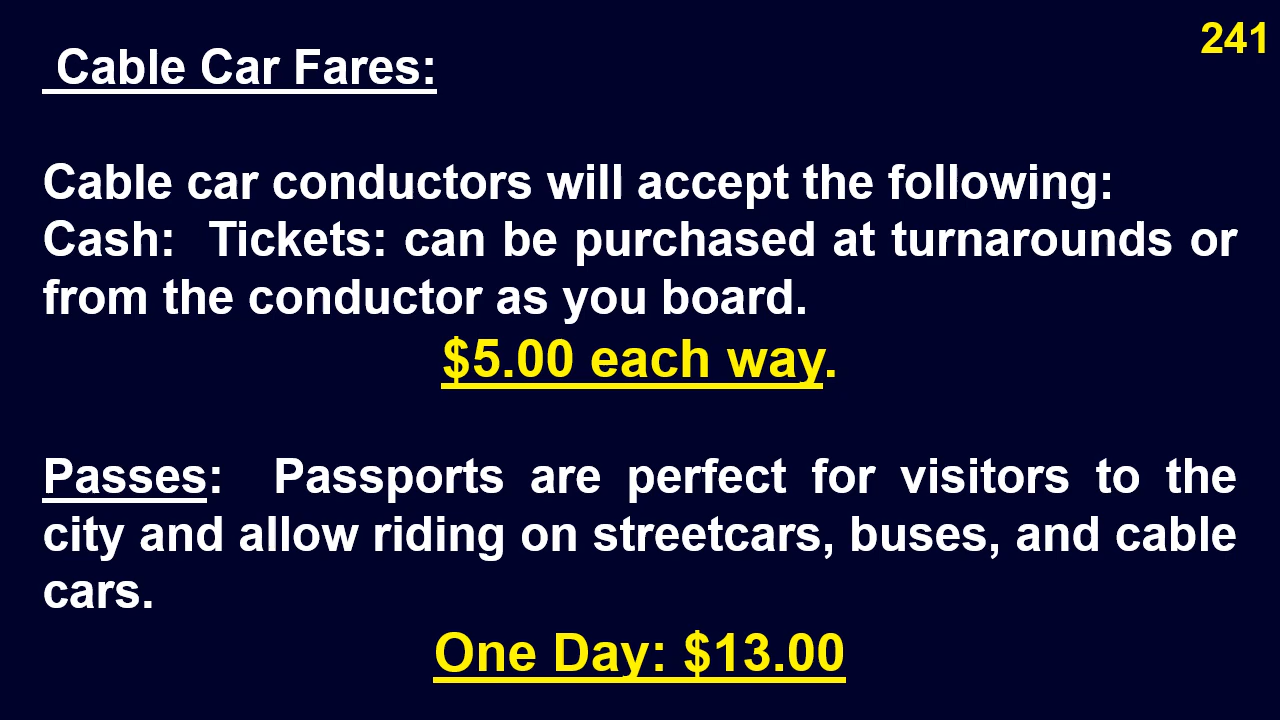 241
Cable Car Fares:
Cable car conductors will accept the following:
Cash: Tickets: can be purchased at turnarounds or
from the conductor as you board.
$5.00 each way.
Passes: Passports are perfect for visitors to the
city and allow riding on streetcars, buses, and cable
cars.
One Day: $13.00